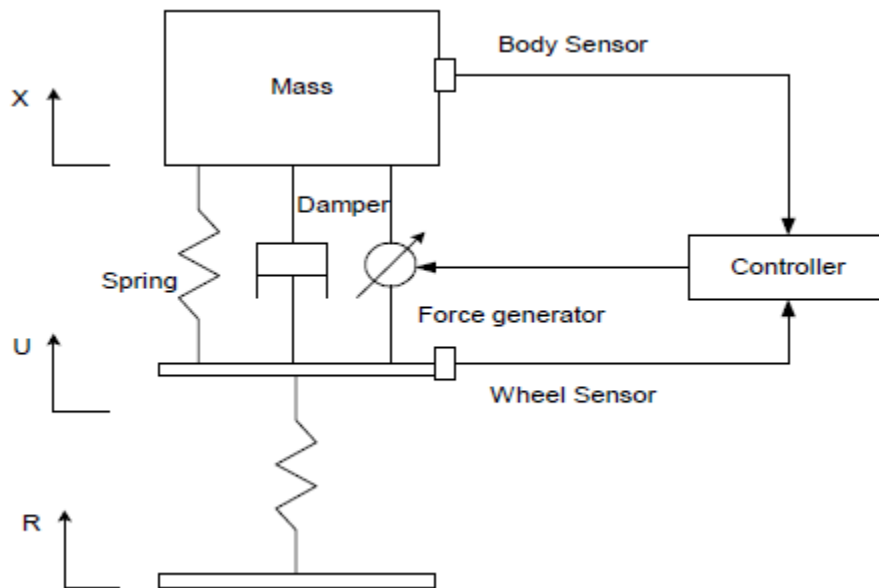 Body Sensor
Mass
X
Damper
Controller
Spring
Force generator
U
Wheel Sensor
R